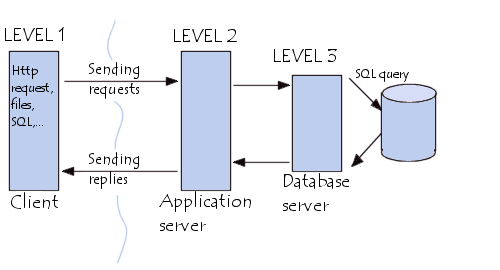 LEVEL 1
Http
request,
files,
SQL,...
Client
Sending
requests
Sending
replies
LEVEL 2
Application
server
LEVEL 3
Database
server
SQL query